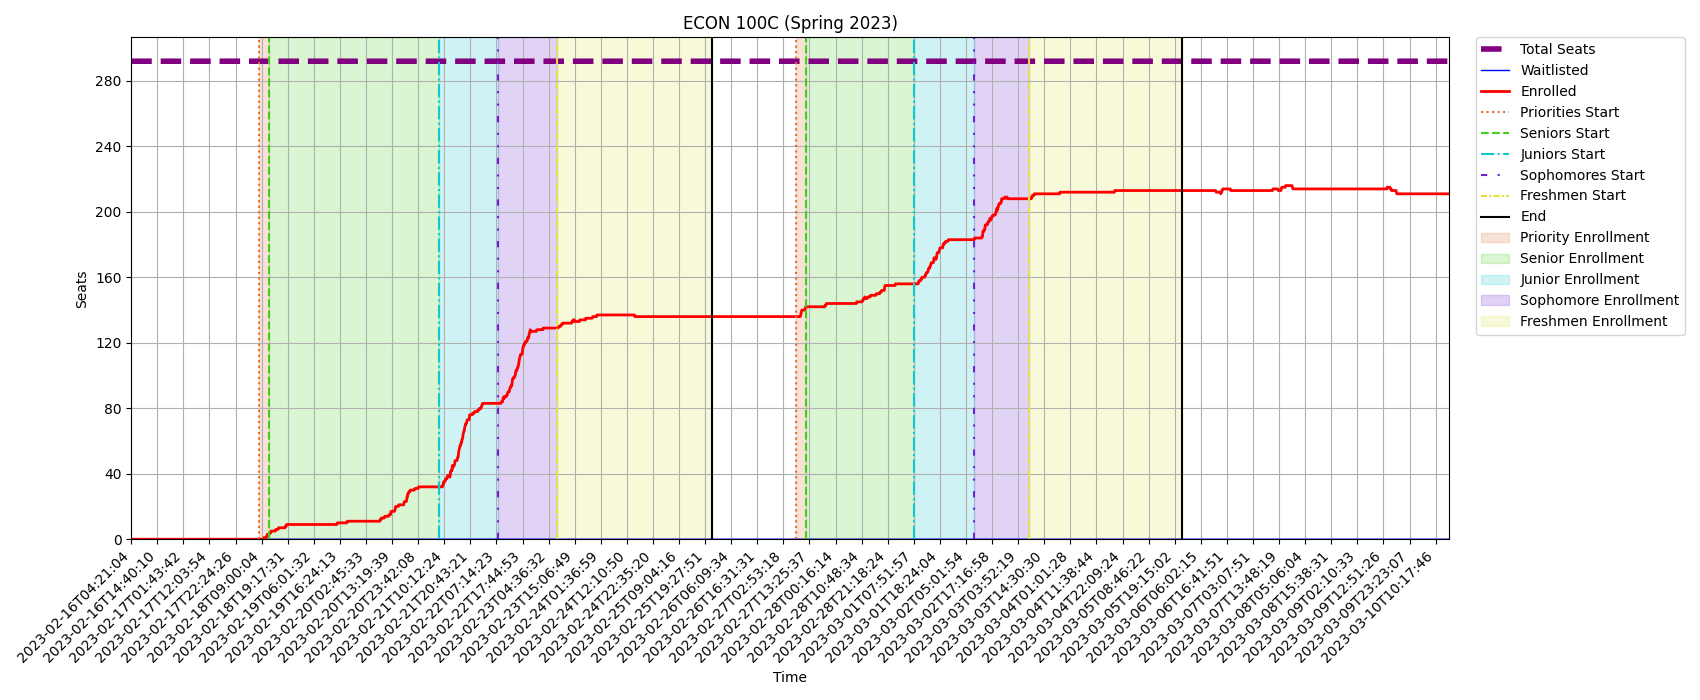 ECON 100C (Spring 2023)
Seats
280
240
200
160
120
80
40
0
2023-02-16T04:21:04
2023-02-16T14:40:10
2023-02-17T01:43:42
2023-02-17T12:03:54
2023-02-17T22:24:26
2023-02-18T09:00:04
2023-02-18T19:17:31
2023-02-19T06:01:32
2023-02-19T16:24:13
2023-02-20T02:45:33
2023-02-20T13:19:39
2023-02-20T23:42:08
2023-02-21T10:12:24
2023-02-21T20:43:21
2023-02-22T07:14:23
2023-02-22T17:44:53
2023-02-23T04:36:32
2023-02-23T15:06:49
2023-02-24T01:36:59
2023-02-24T12:10:50
2023-02-24T22:35:20
2023-02-25T09:04:16
2023-02-25T19:27:51
2023-02-26T06:09:34
2023-02-26T16:31:31
2023-02-27T02:53:18
2023-02-27T13:25:37
2023-02-28T00:16:14
2023-02-28T10:48:34
2023-02-28T21:18:24
2023-03-01T07:51:57
2023-03-01T18:24:04
2023-03-02T05:01:54
2023-03-02T17:16:58
2023-03-03T03:52:19
2023-03-03T14:30:30
2023-03-04T01:01:28
2023-03-04T11:38:44
2023-03-04T22:09:24
2023-03-05T08:46:22
2023-03-05T19:15:02
2023-03-06T06:02:15
2023-03-06T16:41:51
2023-03-07T03:07:51
2023-03-07T13:48:19
2023-03-08T05:06:04
2023-03-08T15:38:31
2023-03-09T02:10:33
2023-03-09T12:51:26
2023-03-09T23:23:07
2023-03-10T10:17:46
Time
Total Seats
Waitlisted
Enrolled
Priorities Start
Seniors Start
Juniors Start
Sophomores Start
Freshmen Start
End
Priority Enrollment
Senior Enrollment
Junior Enrollment
Sophomore Enrollment
Freshmen Enrollment